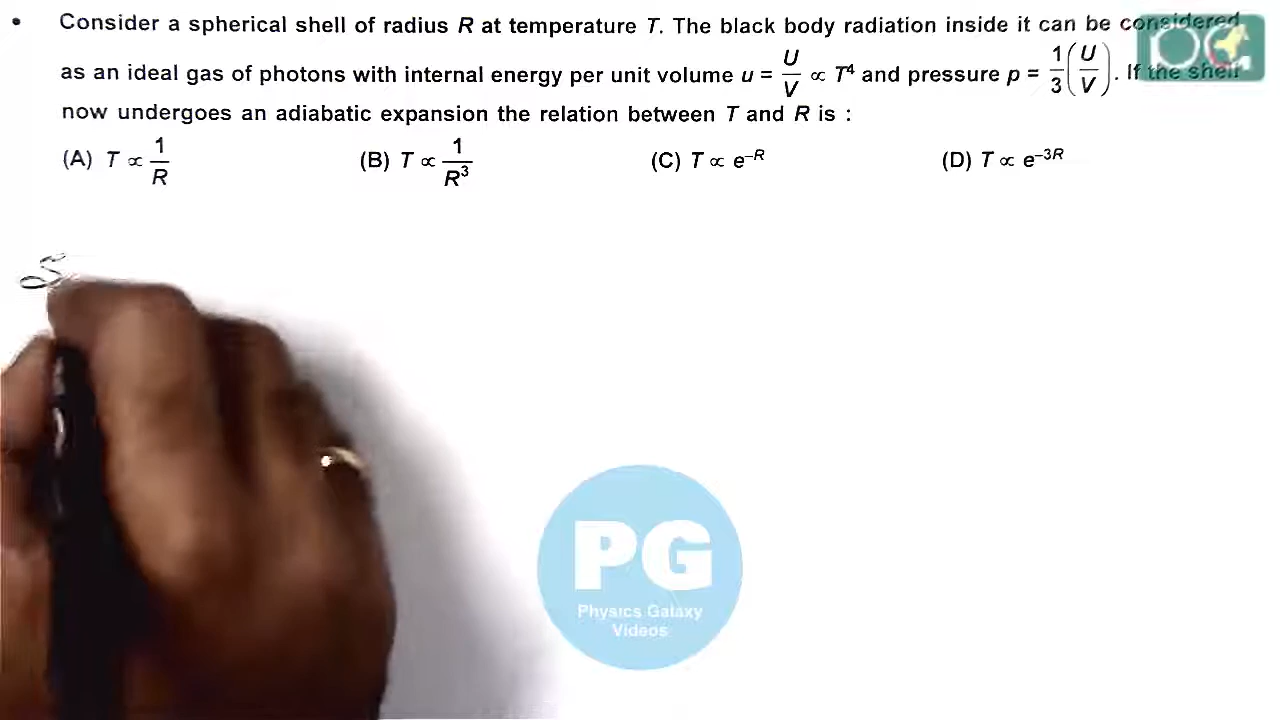 • Consider a spherical shell of radius R at temperature T. The black body radiation inside it can be considered
as an ideal gas of photons with internal energy per unit volume u = U/V ∝ T⁴ and pressure p = 1/3(U/V). If the shell
now undergoes an adiabatic expansion the relation between T and R is :
(A) T ∝ 1/R (B) T ∝ 1/R³ (C) T ∝ e⁻ᴿ (D) T ∝ e⁻³ᴿ
PG
Physics Galaxy
Videos